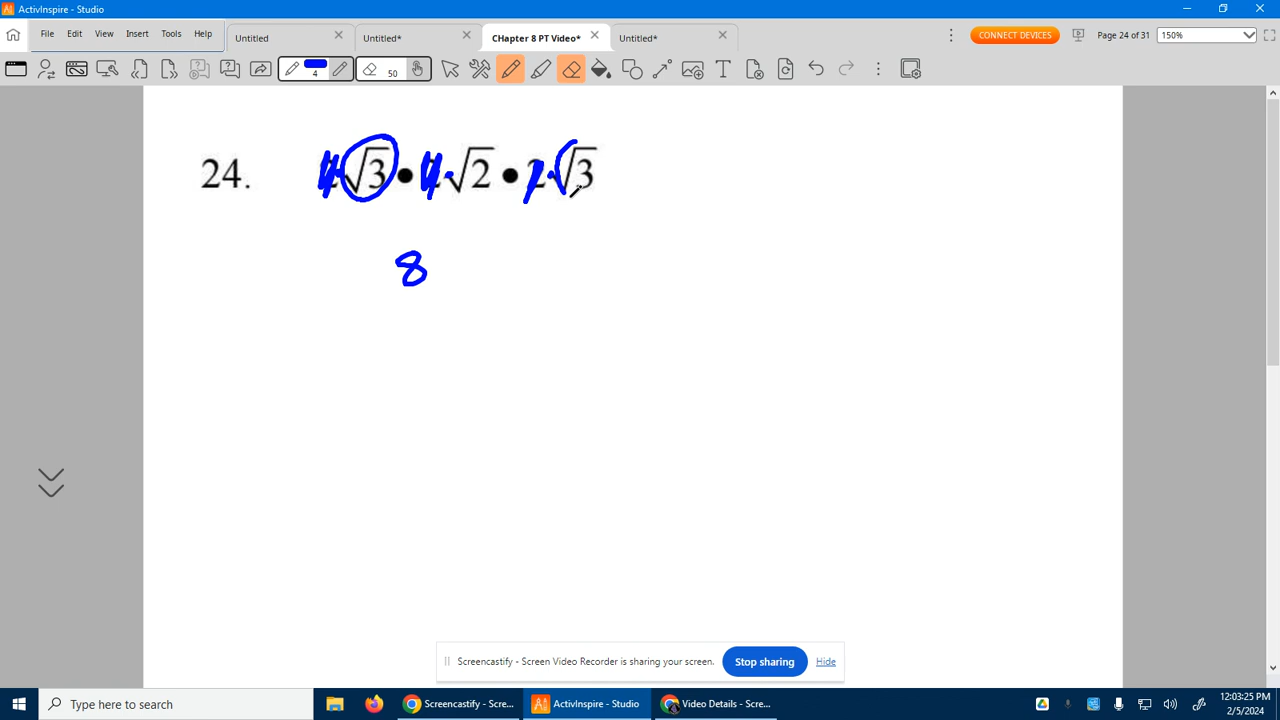 ActivInspire - Studio
File Edit View Insert Tools Help
Untitled Untitled* CHapter 8 PT Video* Untitled*
CONNECT DEVICES
Page 24 of 31
150%
4
50
24. √3 • √2 • 2√3
8
Screencastify - Screen Video Recorder is sharing your screen. Stop sharing Hide
Type here to search
Screencastify - Scre...
ActivInspire - Studio
Video Details - Scre...
12:03:25 PM
2/5/2024